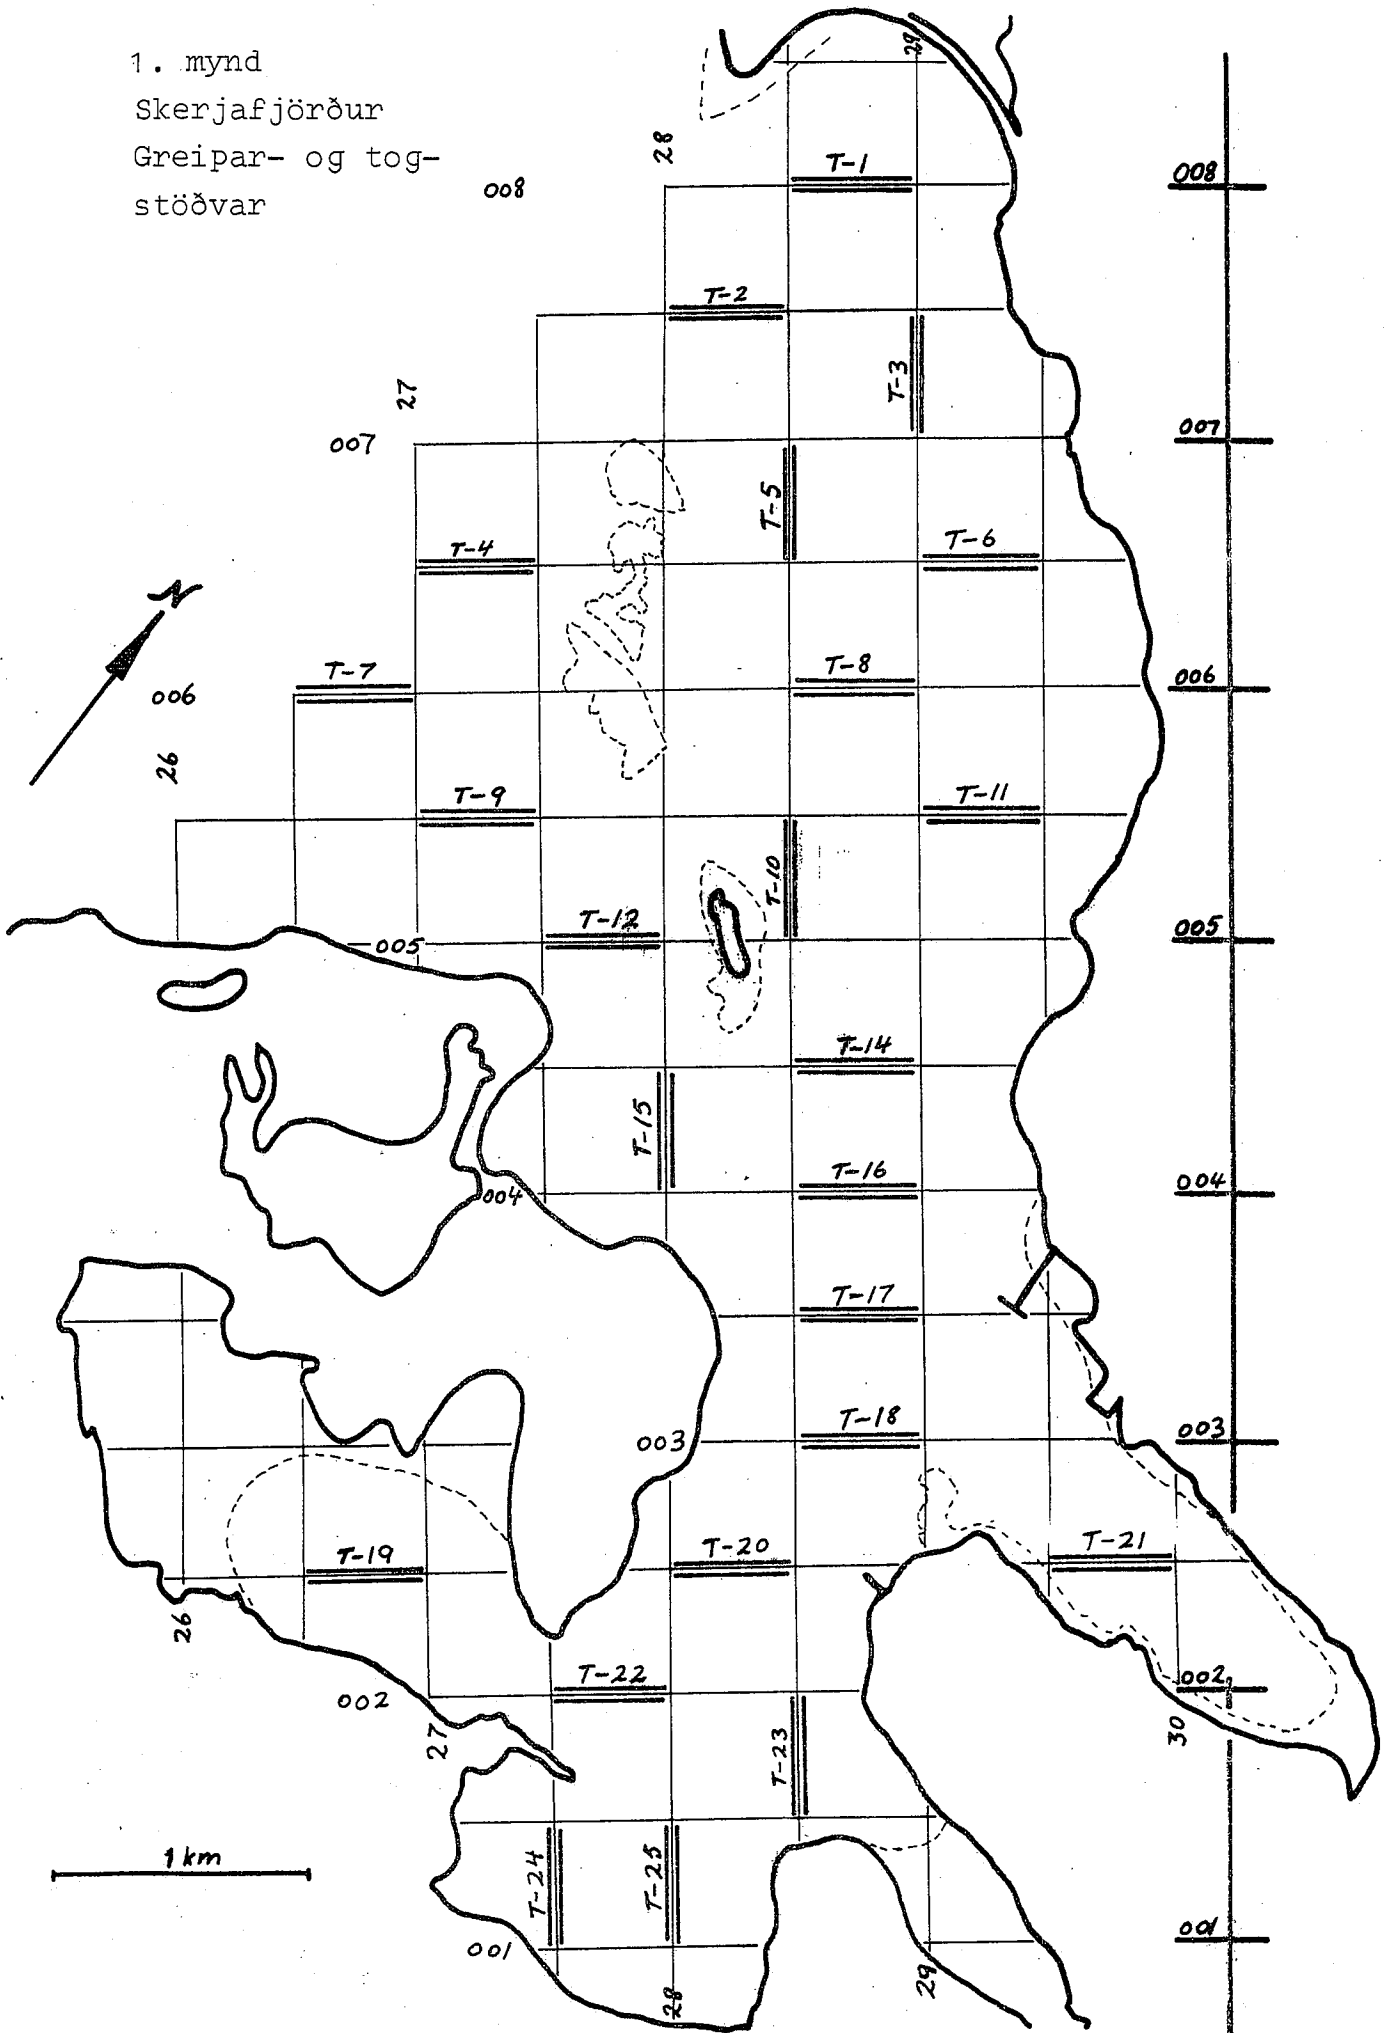 1. mynd
Skerjafjörður
Greipar- og tog-
stöðvar
29
28
T-1
008
008
T-2
T-3
27
007
007
T-5
T-4
T-6
N
T-7
T-8
006
006
26
T-9
T-11
T-10
T-12
005
005
T-14
T-15
T-16
004
004
T-17
T-18
003
003
T-19
T-20
T-21
26
T-22
002
002
27
30
T-23
1 km
T-24
T-25
001
001
28
29